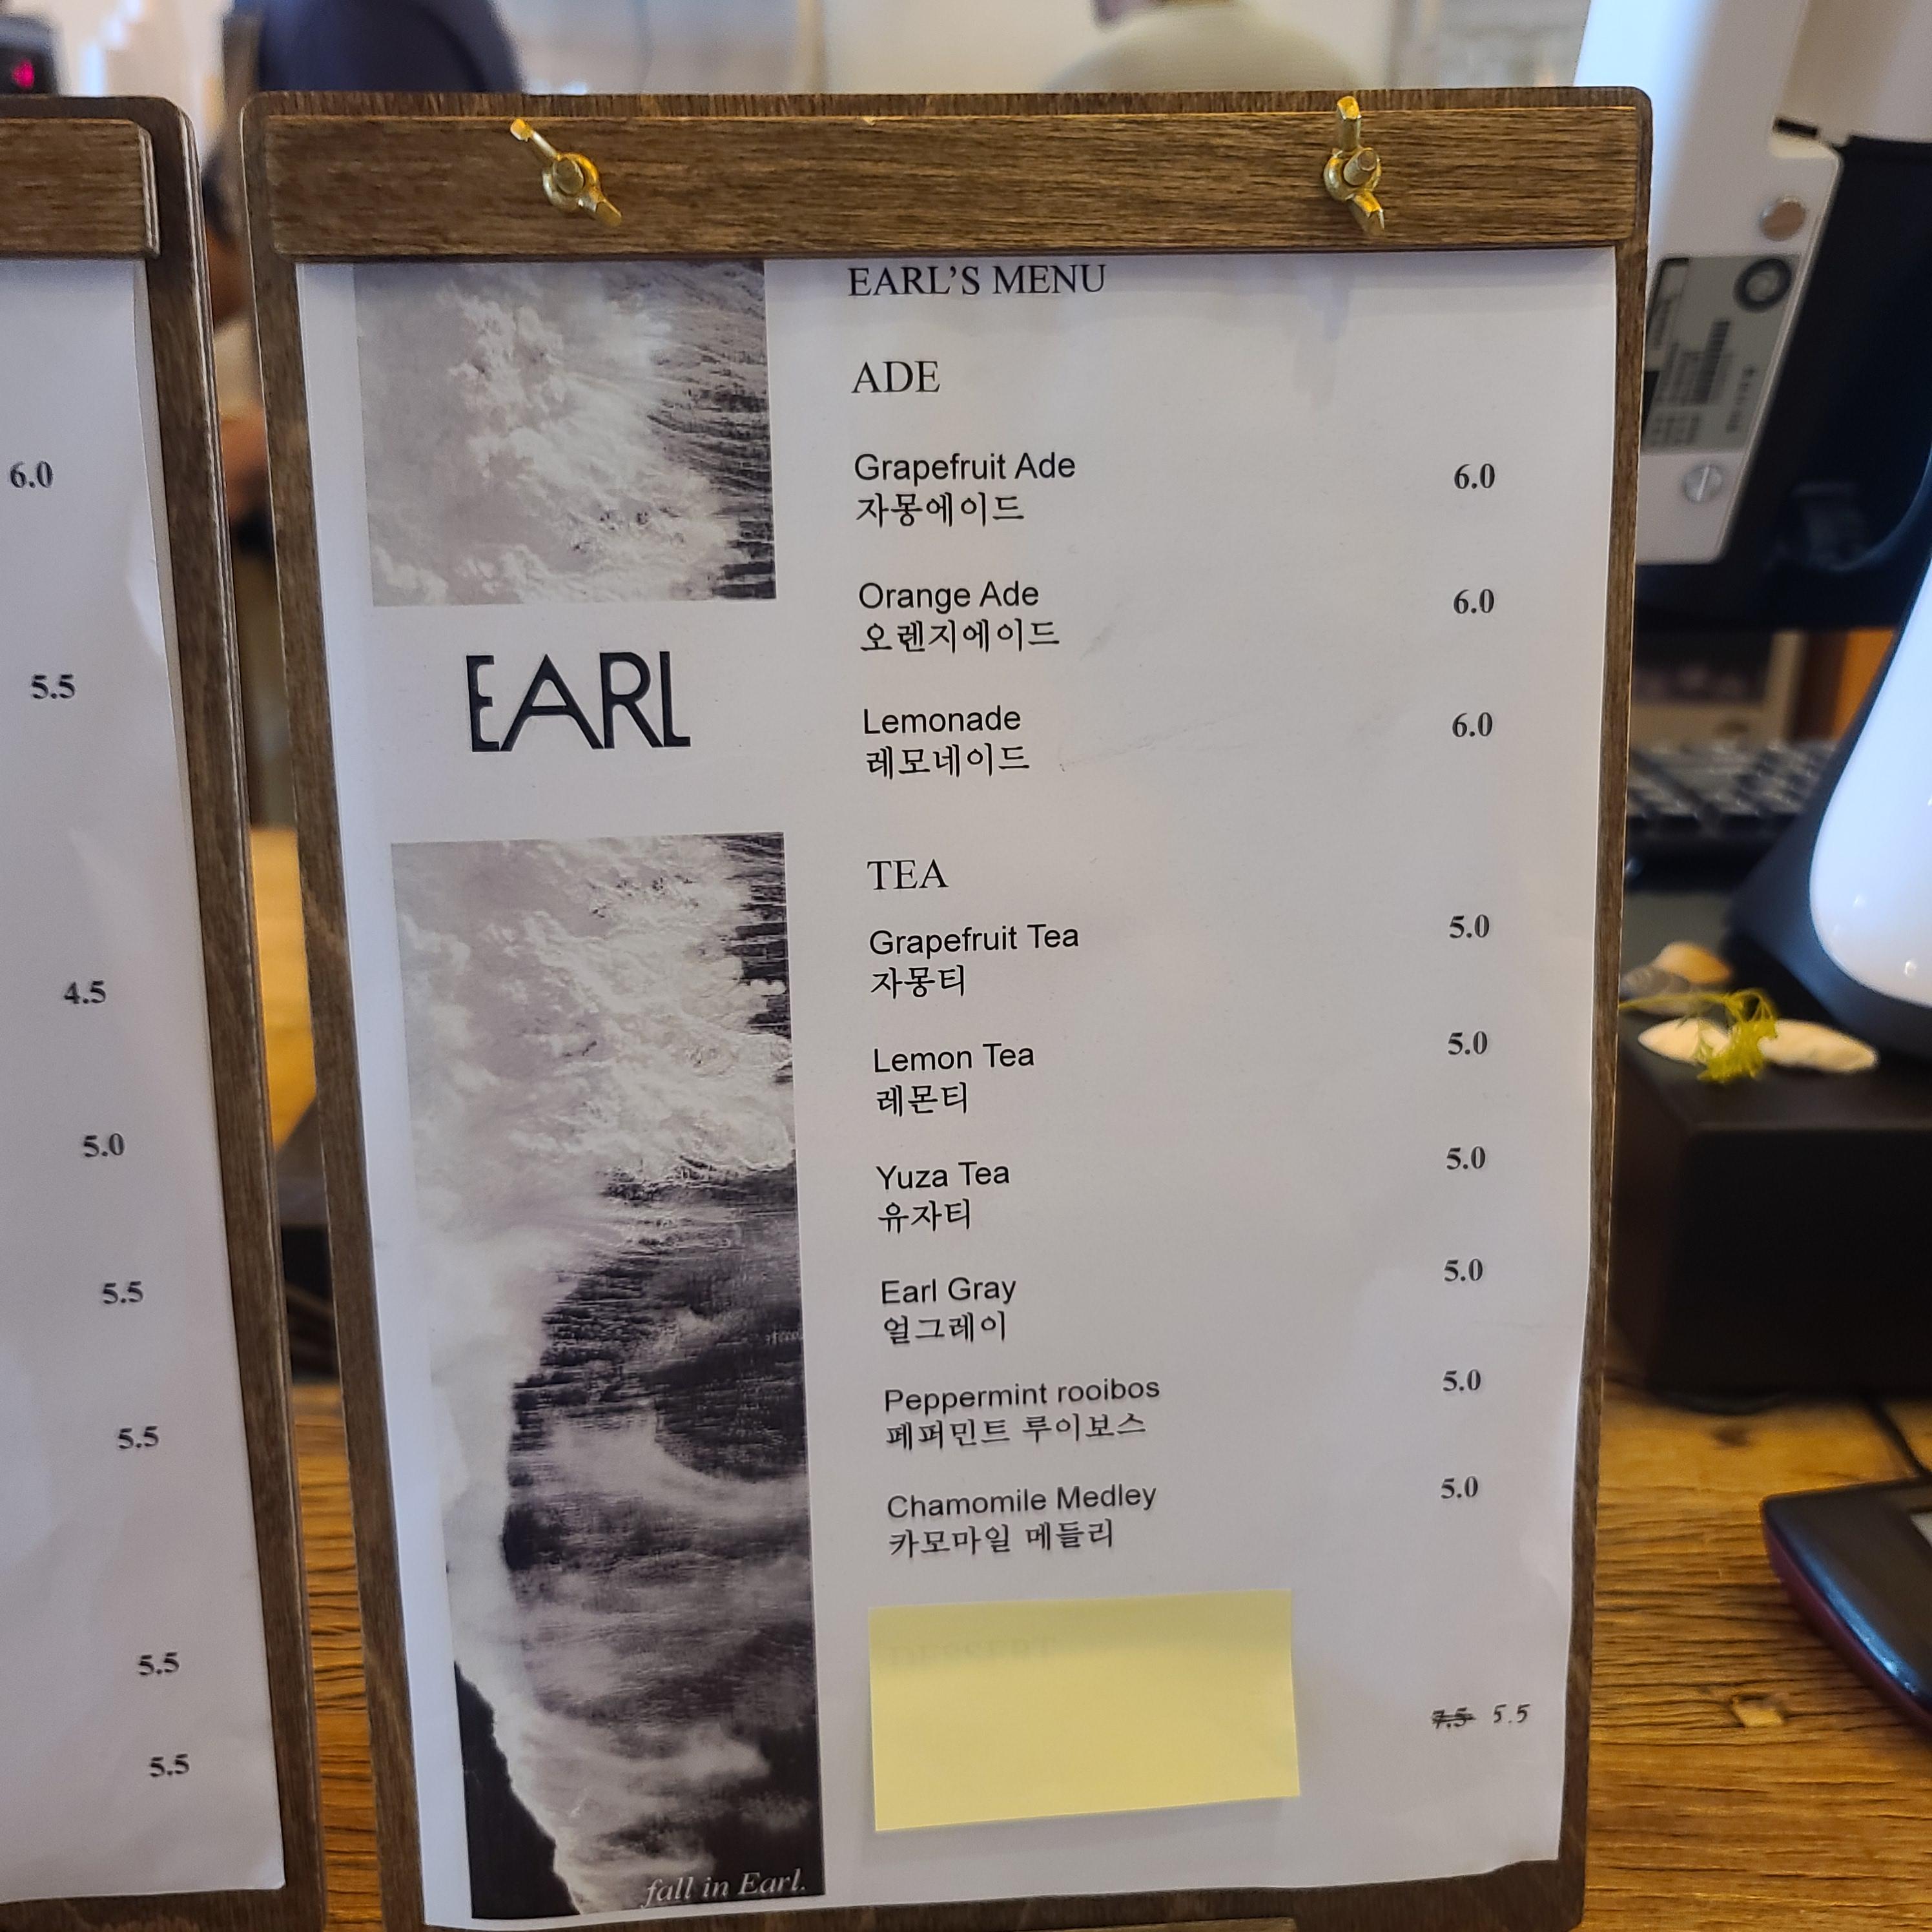 6.0
5.5
4.5
5.0
5.5
5.5
5.5
5.5
EARL
fall in Earl.
EARL'S MENU
ADE
Grapefruit Ade 6.0
자몽에이드
Orange Ade 6.0
오렌지에이드
Lemonade 6.0
레모네이드
TEA
Grapefruit Tea 5.0
자몽티
Lemon Tea 5.0
레몬티
Yuza Tea 5.0
유자티
Earl Gray 5.0
얼그레이
Peppermint rooibos 5.0
페퍼민트 루이보스
Chamomile Medley 5.0
카모마일 메들리
DESSERT
7.5 5.5